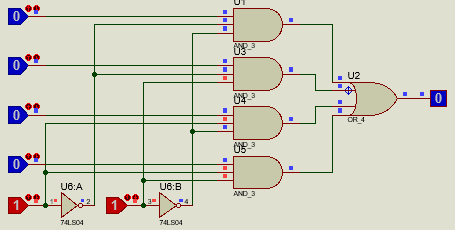 U1
0
AND_3
U3
0
AND_3
U2
0
OR_4
U4
0
AND_3
U5
0
AND_3
U6:A
U6:B
1
1
2
1
3
4
74LS04
74LS04